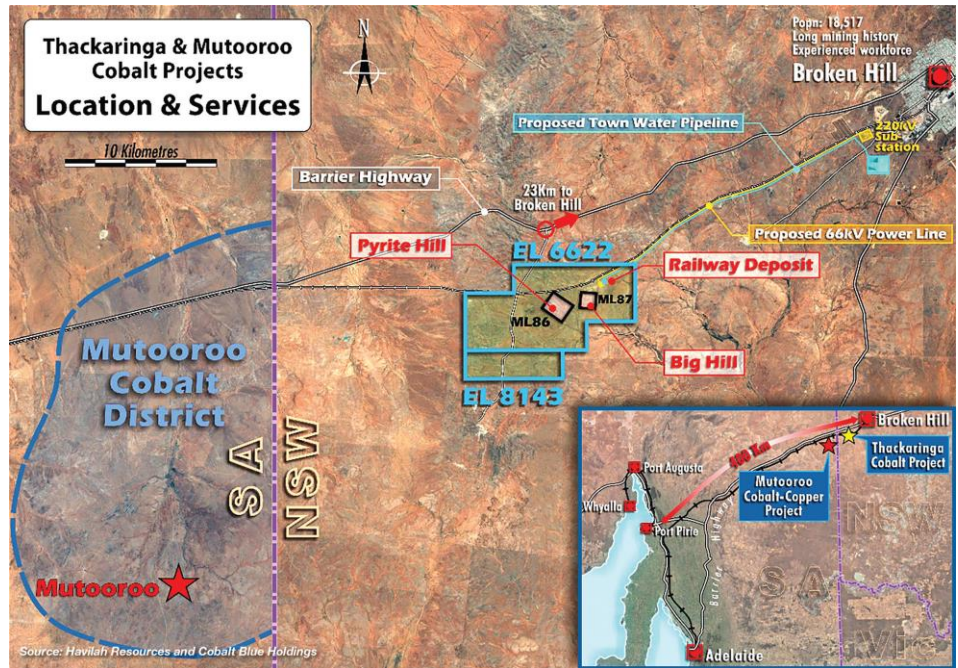 Thackaringa & Mutooroo
Cobalt Projects
Location & Services
10 Kilometres
N
Popn: 18,517
Long mining history
Experienced workforce
Broken Hill
Proposed Town Water Pipeline
220kV
Sub-
station
Barrier Highway
23Km to
Broken Hill
Proposed 66kV Power Line
Pyrite Hill
EL 6622
Railway Deposit
ML86
ML87
Big Hill
EL 8143
Mutooroo
Cobalt
District
SA
NSW
Mutooroo
Source: Havilah Resources and Cobalt Blue Holdings
Broken Hill
Km
Thackaringa
Cobalt Project
Mutooroo
Cobalt-Copper
Project
Port Augusta
Whyalla
Port Pirie
Barrier Highway
NSW
SA
Vic
Adelaide